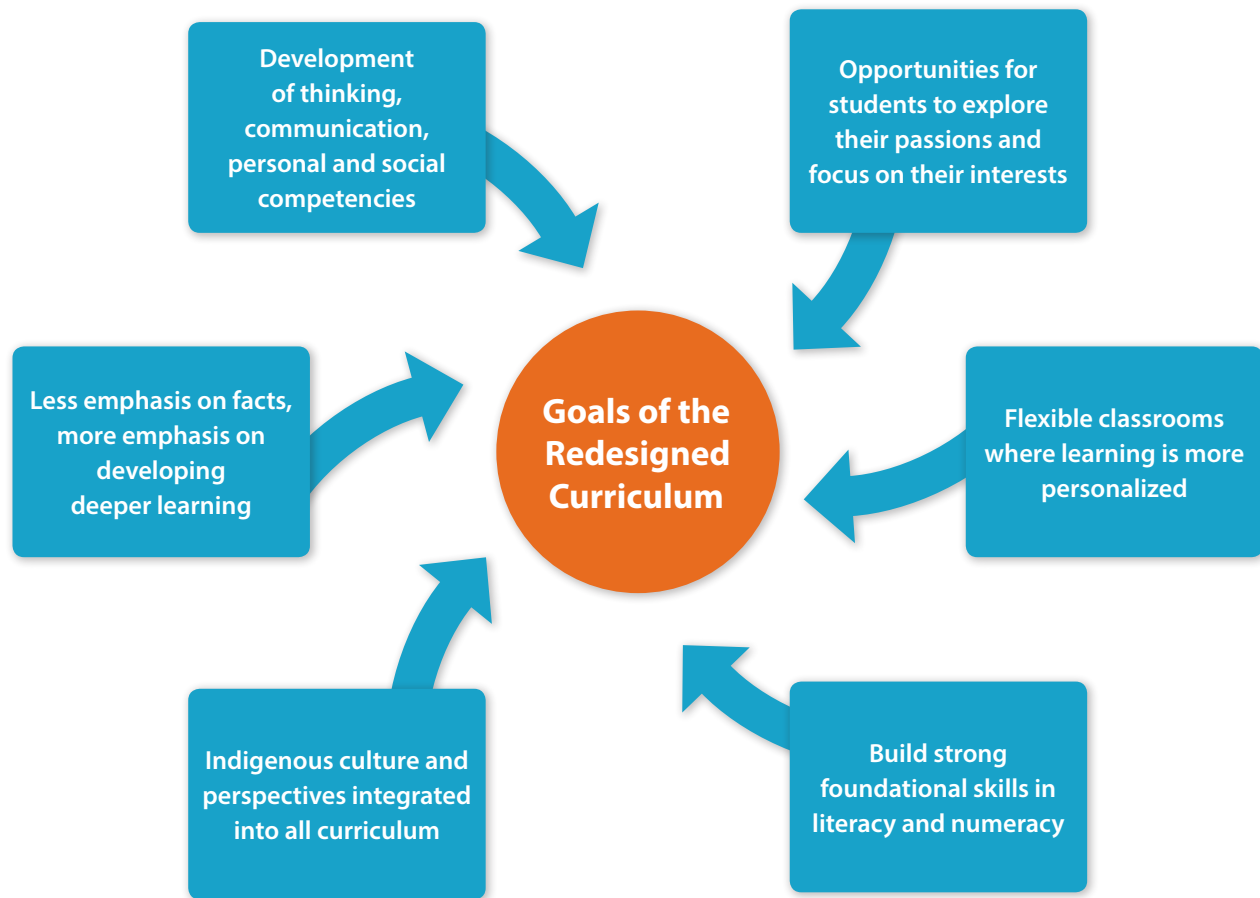 Development
of thinking,
communication,
personal and social
competencies
Opportunities for
students to explore
their passions and
focus on their interests
Less emphasis on facts,
more emphasis on
developing
deeper learning
Goals of the
Redesigned
Curriculum
Flexible classrooms
where learning is more
personalized
Indigenous culture and
perspectives integrated
into all curriculum
Build strong
foundational skills in
literacy and numeracy